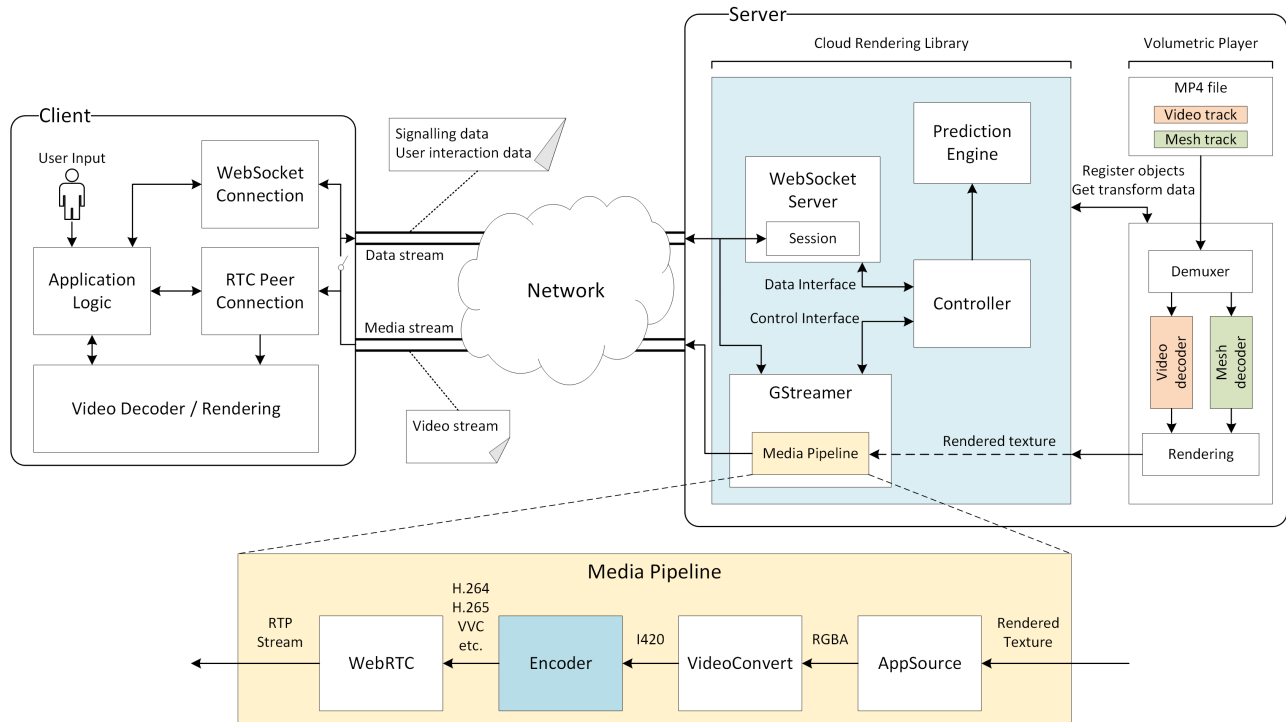 Server
Cloud Rendering Library
Volumetric Player
MP4 file
Video track
Mesh track
Client
User Input
WebSocket
Connection
Application
Logic
RTC Peer
Connection
Video Decoder / Rendering
Signalling data
User interaction data
Data stream
Network
Media stream
Video stream
Prediction
Engine
WebSocket
Server
Session
Register objects
Get transform data
Data Interface
Controller
Control Interface
GStreamer
Media Pipeline
Demuxer
Video
decoder
Mesh
decoder
Rendered texture
Rendering
Media Pipeline
RTP
Stream
WebRTC
H.264
H.265
VVC
etc.
Encoder
I420
VideoConvert
RGBA
AppSource
Rendered
Texture